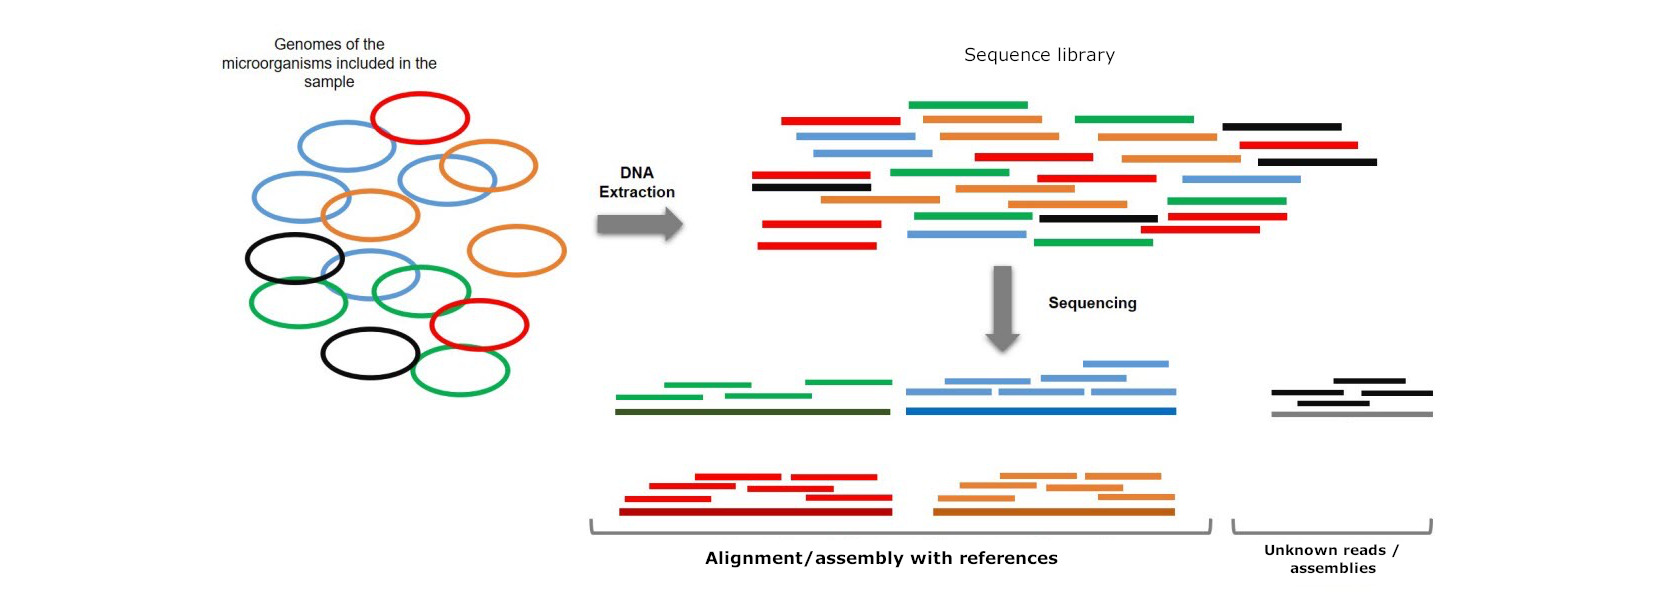 Genomes of the
microorganisms included in the
sample
Sequence library
DNA
Extraction
Sequencing
Alignment/assembly with references
Unknown reads /
assemblies